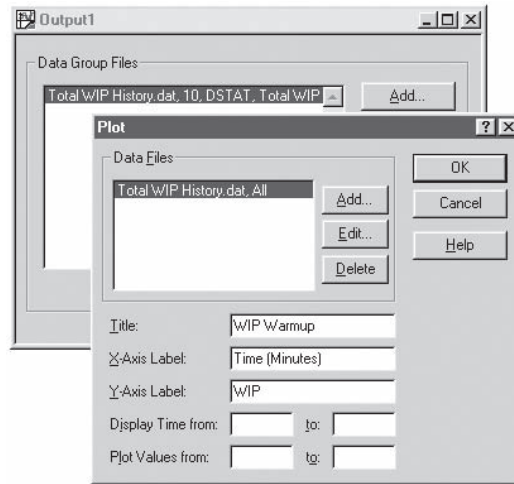 Output1
Data Group Files
Total WIP History.dat, 10, DSTAT, Total WIP
Add...
Plot
Data Files
Total WIP History.dat, All
Add...
Edit...
Delete
OK
Cancel
Help
Title:
WIP Warmup
X-Axis Label:
Time (Minutes)
Y-Axis Label:
WIP
Display Time from:
to:
Plot Values from:
to: